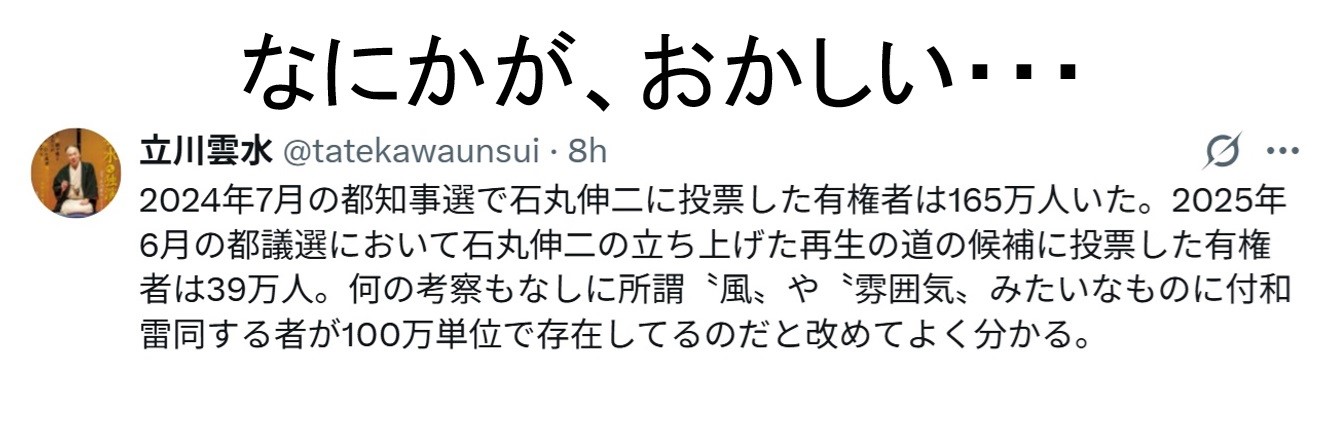 なにかが、おかしい・・・
立川雲水 @tatekawaunsui · 8h
2024年7月の都知事選で石丸伸二に投票した有権者は165万人いた。2025年
6月の都議選において石丸伸二の立ち上げた再生の道の候補に投票した有権
者は39万人。何の考察もなしに所謂〝風〟や〝雰囲気〟みたいなものに付和
雷同する者が100万単位で存在してるのだと改めてよく分かる。